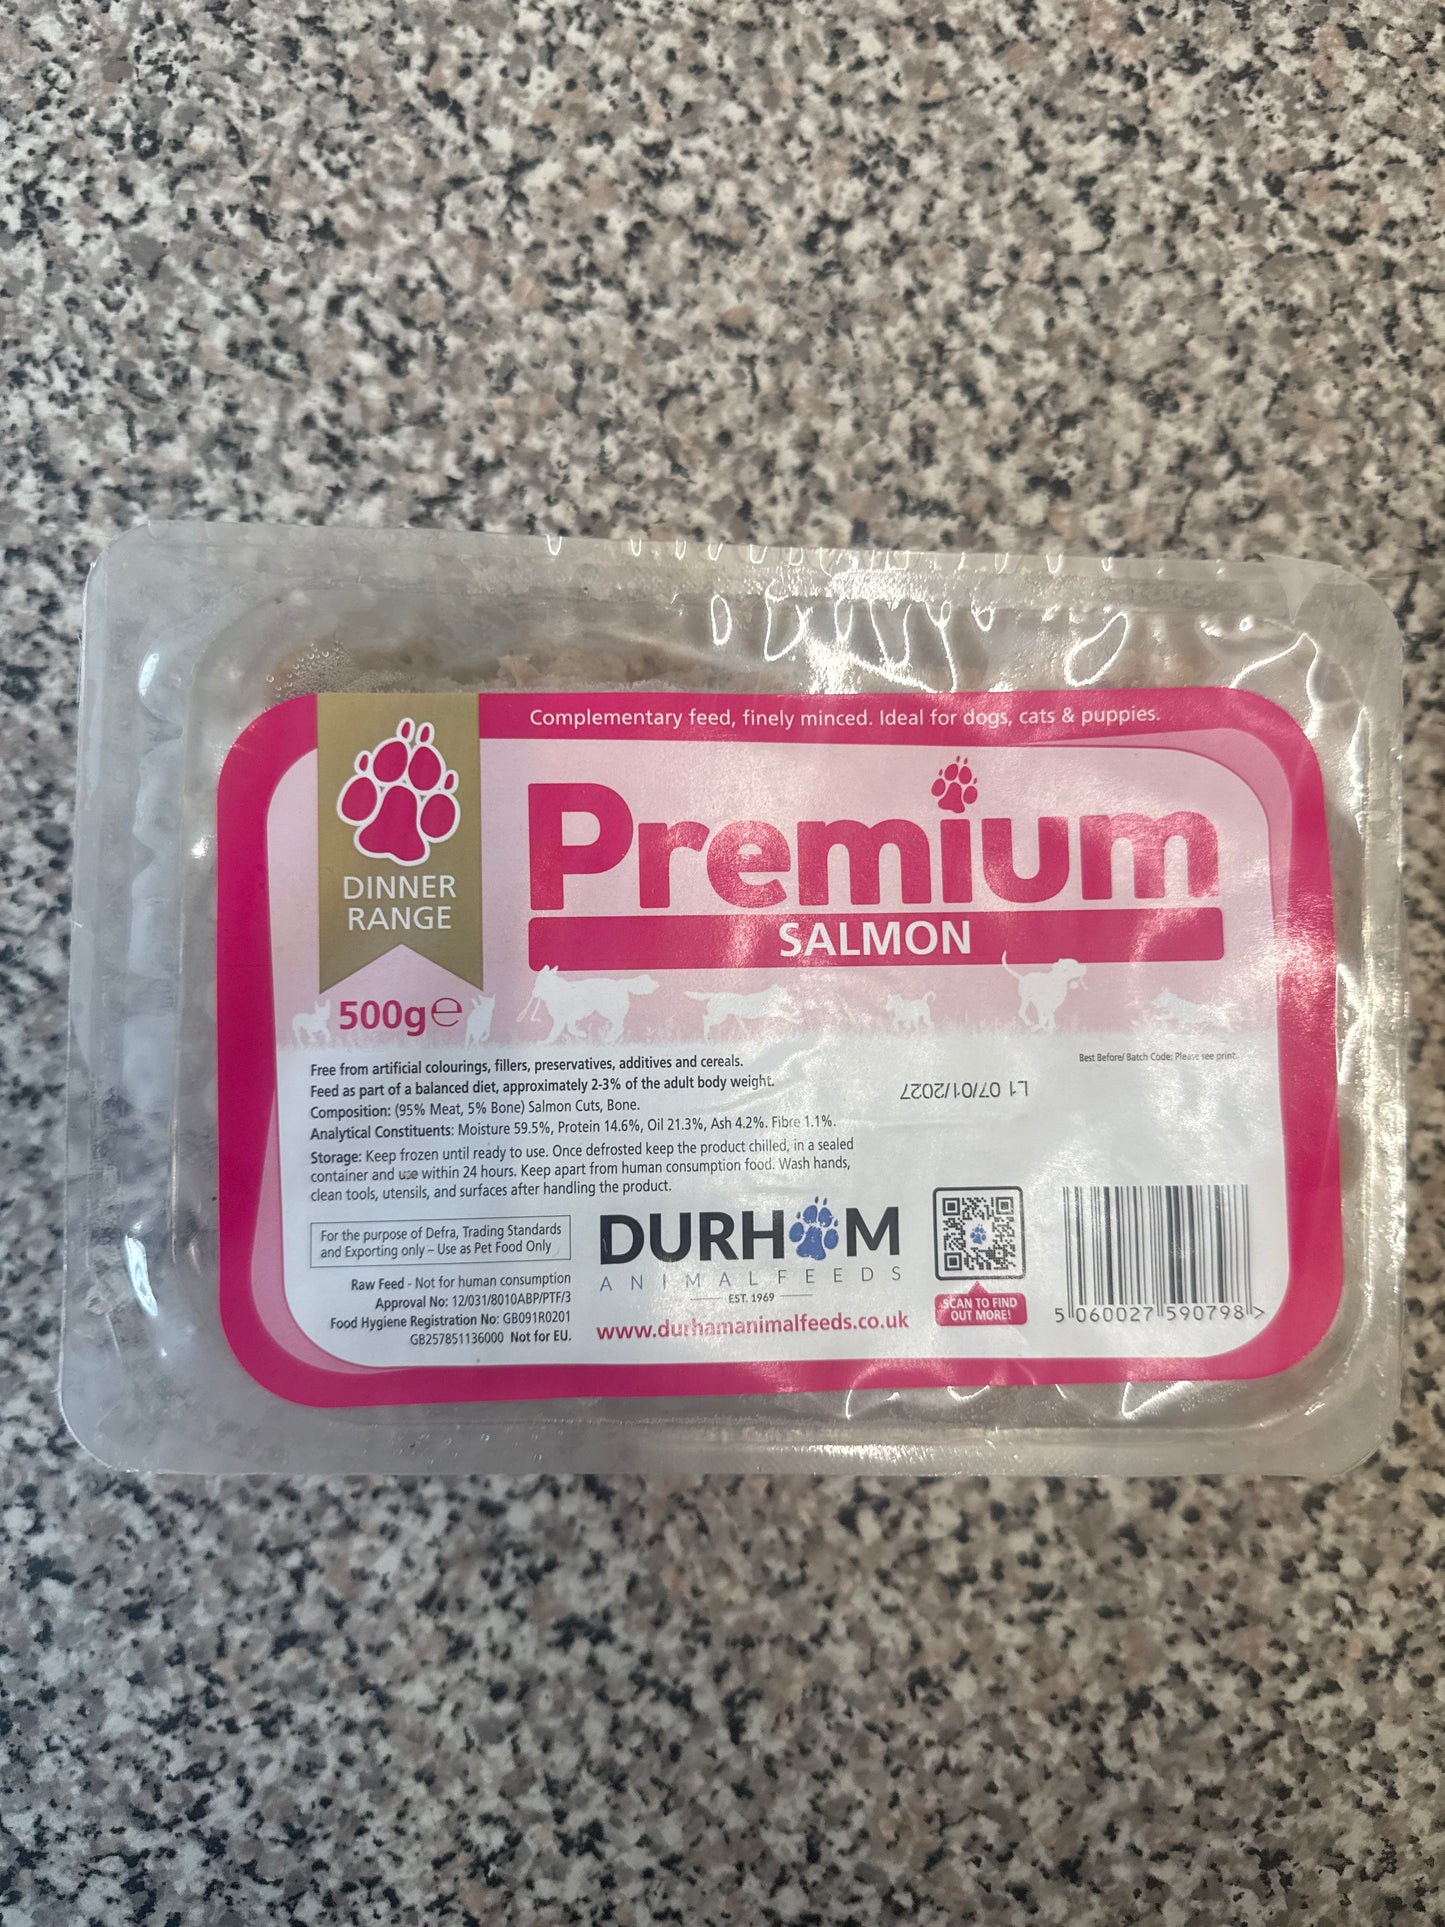 Complementary feed, finely minced. Ideal for dogs, cats & puppies.
DINNER
RANGE
Premium
SALMON
500g℮
Free from artificial colourings, fillers, preservatives, additives and cereals.
Feed as part of a balanced diet, approximately 2-3% of the adult body weight.
Composition: (95% Meat, 5% Bone) Salmon Cuts, Bone.
Analytical Constituents: Moisture 59.5%, Protein 14.6%, Oil 21.3%, Ash 4.2%. Fibre 1.1%.
Storage: Keep frozen until ready to use. Once defrosted keep the product chilled, in a sealed
container and use within 24 hours. Keep apart from human consumption food. Wash hands,
clean tools, utensils, and surfaces after handling the product.
Best Before/ Batch Code: Please see print.
L1 07/01/2027
For the purpose of Defra, Trading Standards
and Exporting only – Use as Pet Food Only
Raw Feed - Not for human consumption
Approval No: 12/031/8010ABP/PTF/3
Food Hygiene Registration No: GB091R0201
GB257851136000 Not for EU.
DURHAM
ANIMAL FEEDS
EST. 1969
www.durhamanimalfeeds.co.uk
SCAN TO FIND
OUT MORE!
5 060027 590798 >